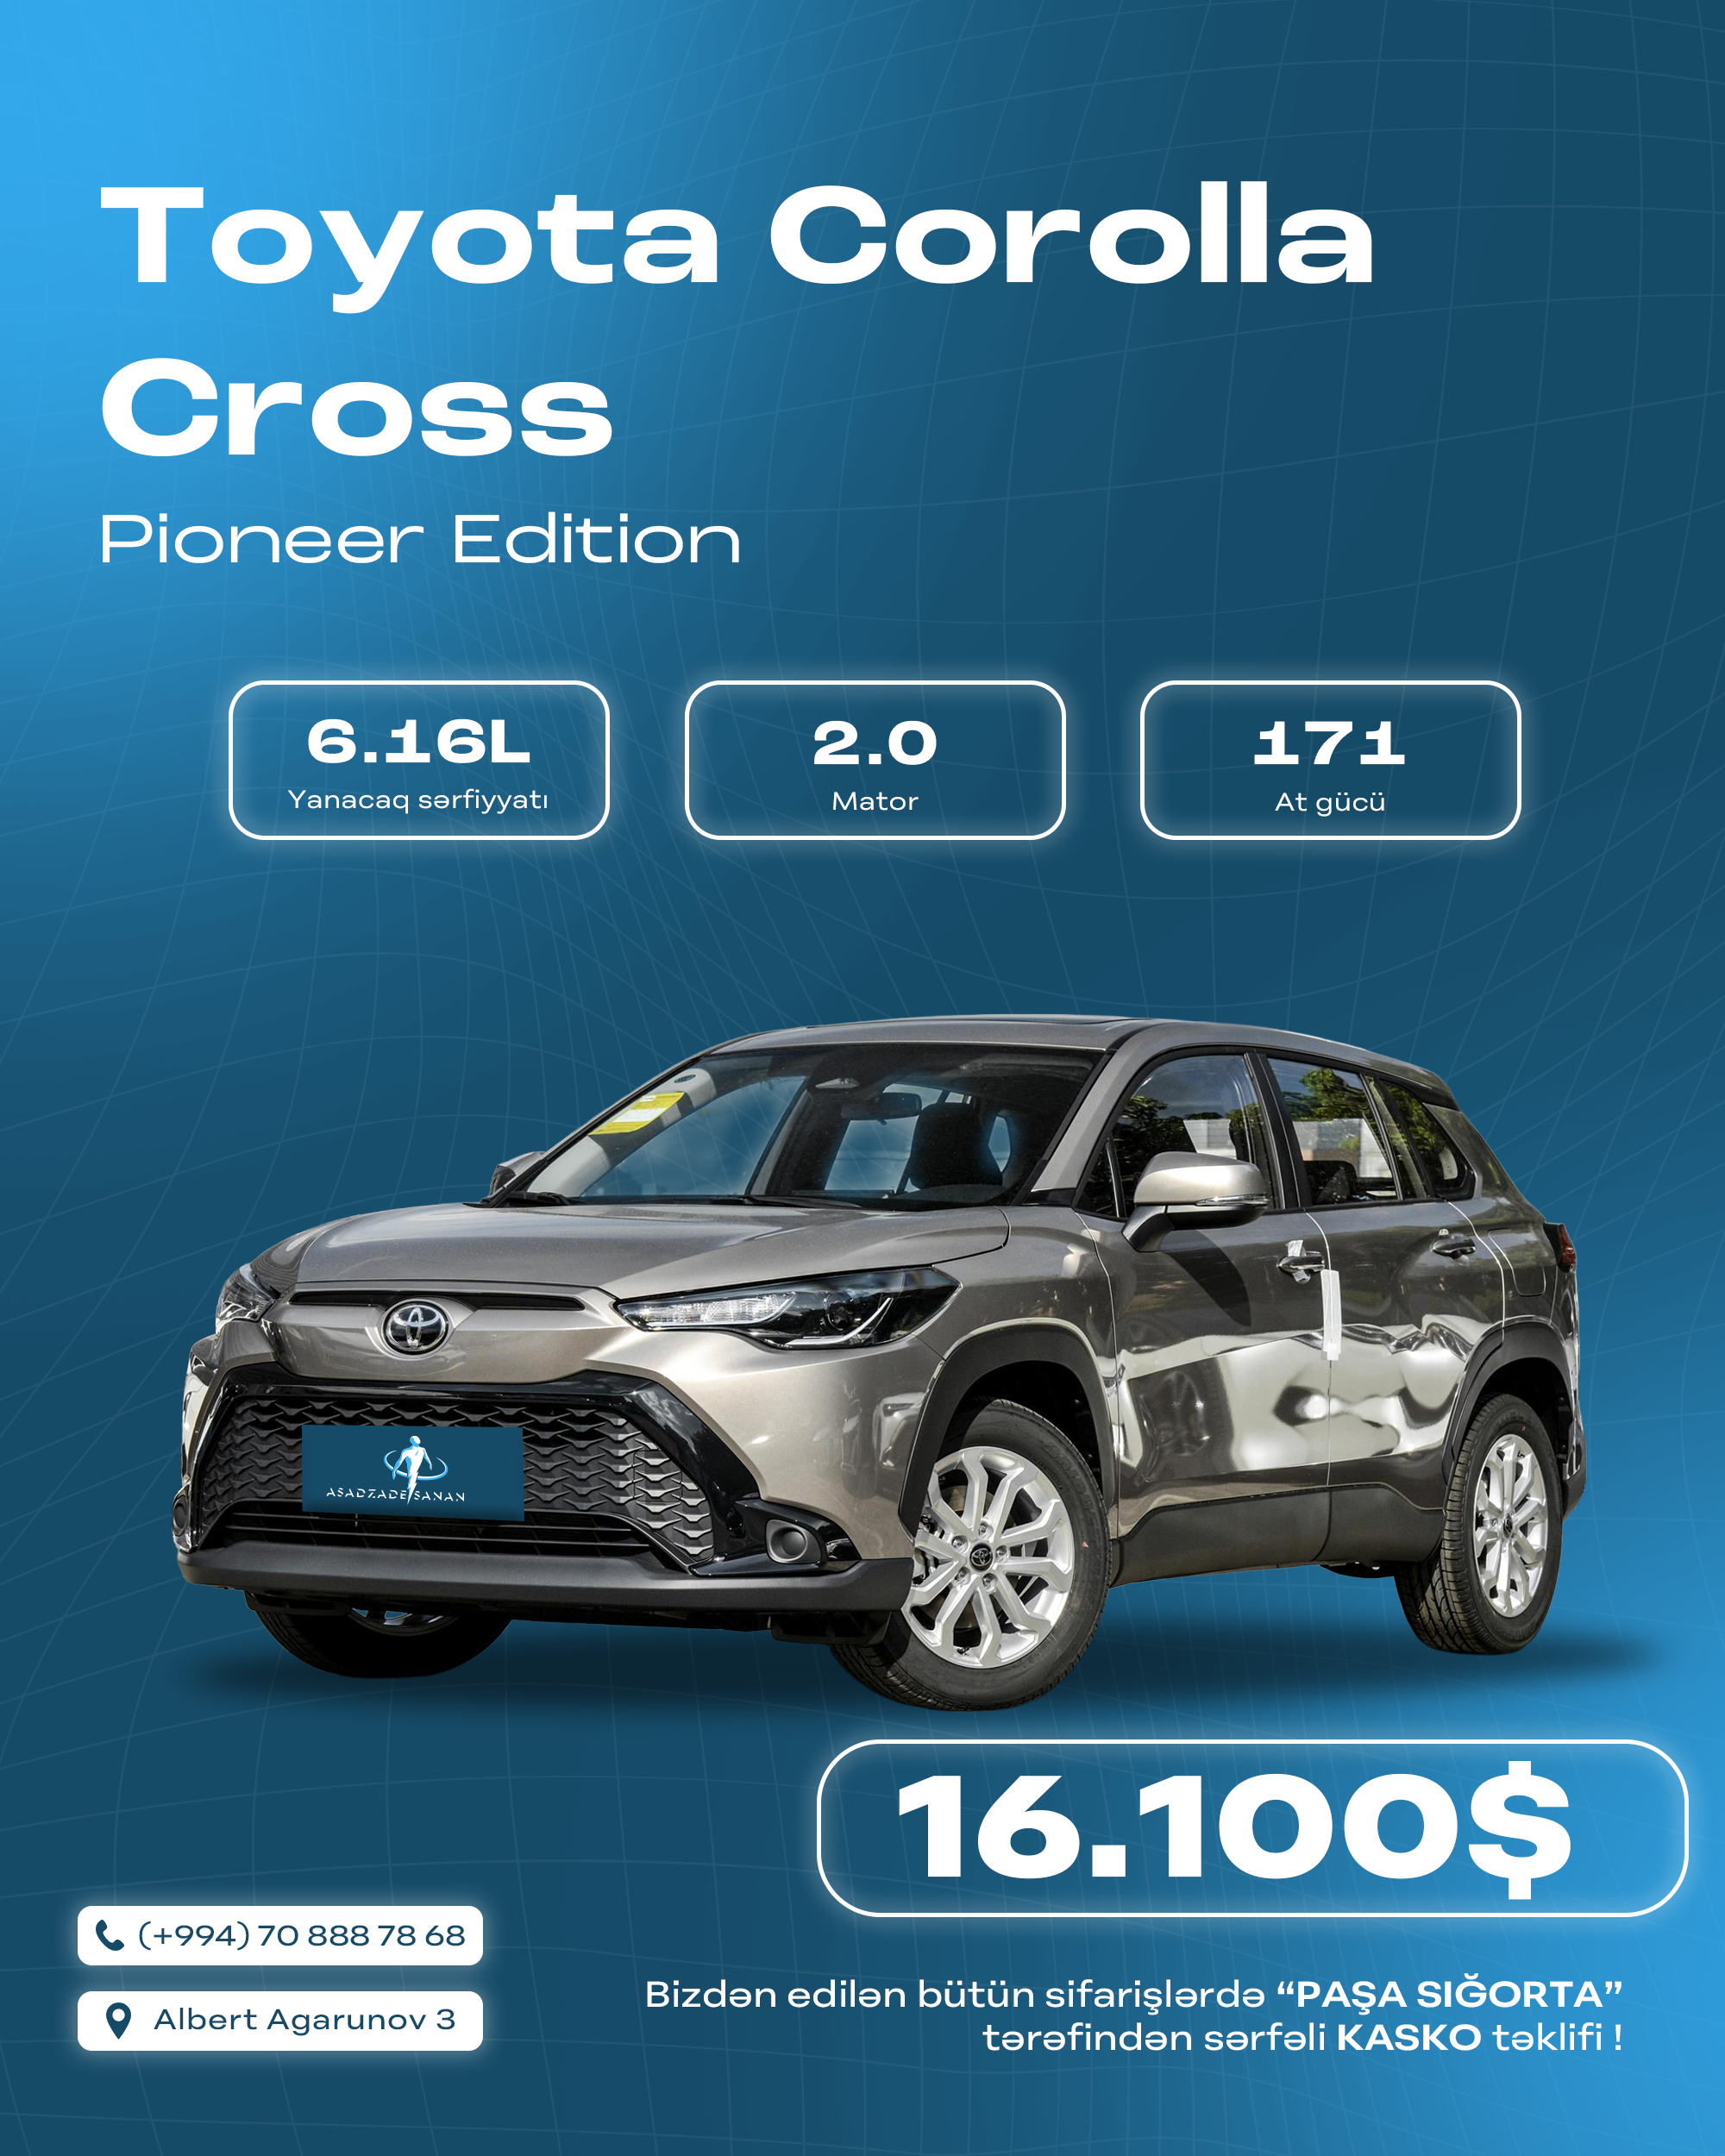 Toyota Corolla
Cross
Pioneer Edition
6.16L
Yanacaq sərfiyyatı
2.0
Mator
171
At gücü
ASADZADE SANAN
16.100$
(+994) 70 888 78 68
Albert Agarunov 3
Bizdən edilən bütün sifarişlərdə “PAŞA SIĞORTA”
tərəfindən sərfəli KASKO təklifi !